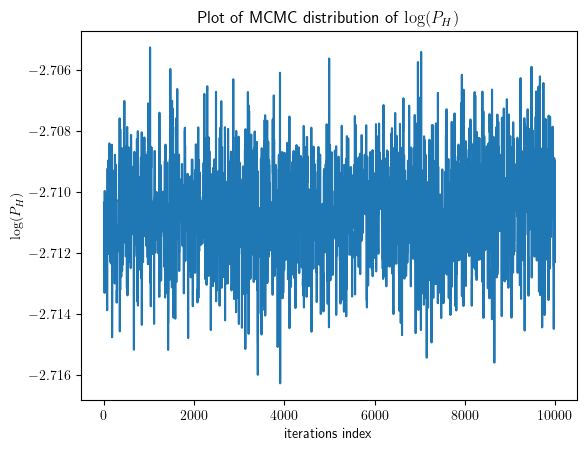 Plot of MCMC distribution of log(P_H)
−2.706
−2.708
−2.710
−2.712
−2.714
−2.716
log(P_H)
0 2000 4000 6000 8000 10000
iterations index